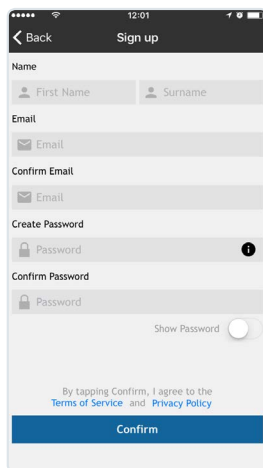 12:01
Back Sign up
Name
First Name Surname
Email
Email
Confirm Email
Email
Create Password
Password
Confirm Password
Password
Show Password
By tapping Confirm, I agree to the
Terms of Service and Privacy Policy
Confirm